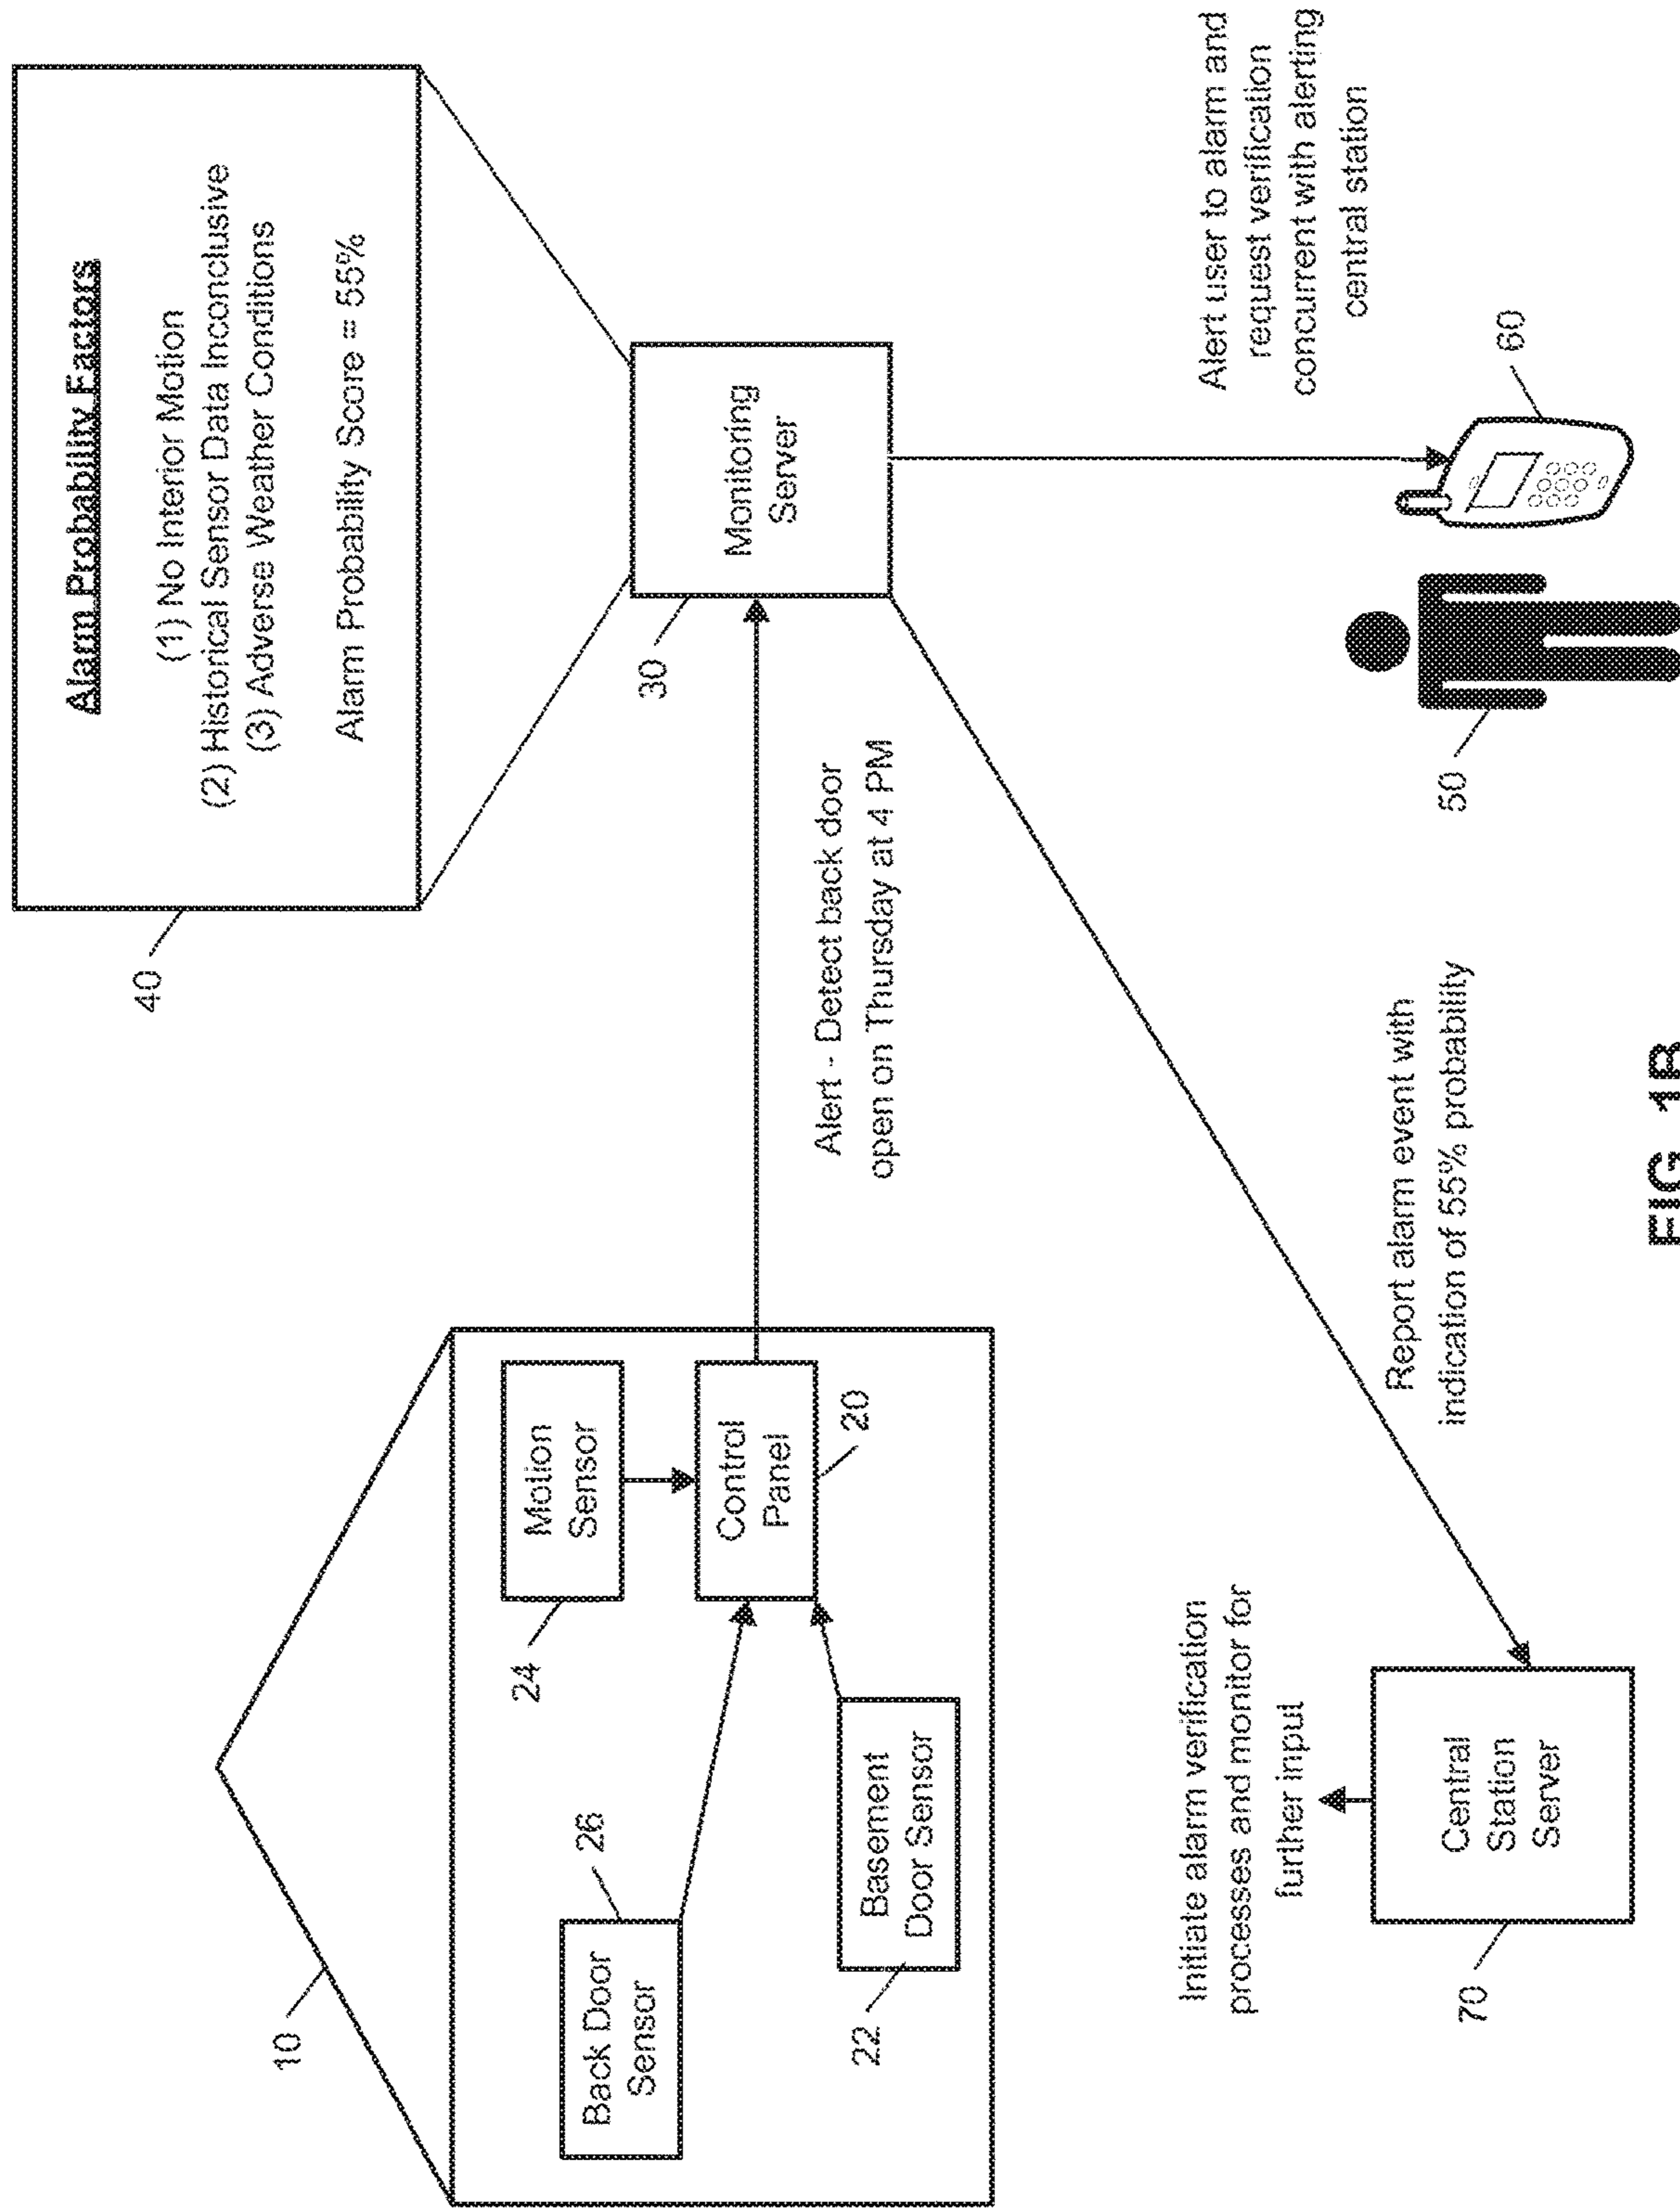 Alarm Probability Factors
(1) No Interior Motion
(2) Historical Sensor Data Inconclusive
(3) Adverse Weather Conditions
Alarm Probability Score = 55%
40
10
Back Door
Sensor
26
Motion
Sensor
24
Control
Panel
20
Basement
Door Sensor
22
Alert - Detect back door
open on Thursday at 4 PM
Monitoring
Server
30
Alert user to alarm and
request verification
concurrent with alerting
central station
60
50
Report alarm event with
indication of 55% probability
Initiate alarm verification
processes and monitor for
further input
Central
Station
Server
70
FIG. 1B